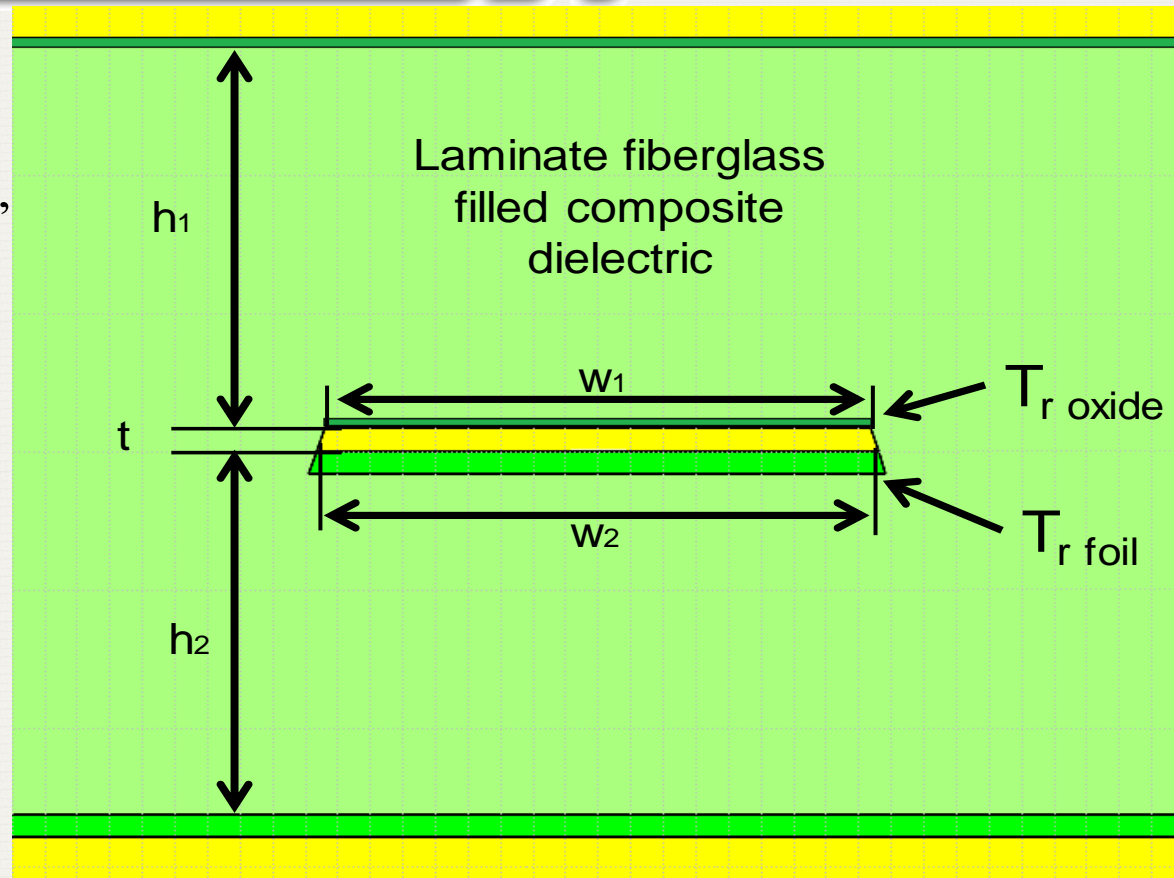 Laminate fiberglass
filled composite
dielectric
,
h1
w1
Tr oxide
t
w2
Tr foil
h2